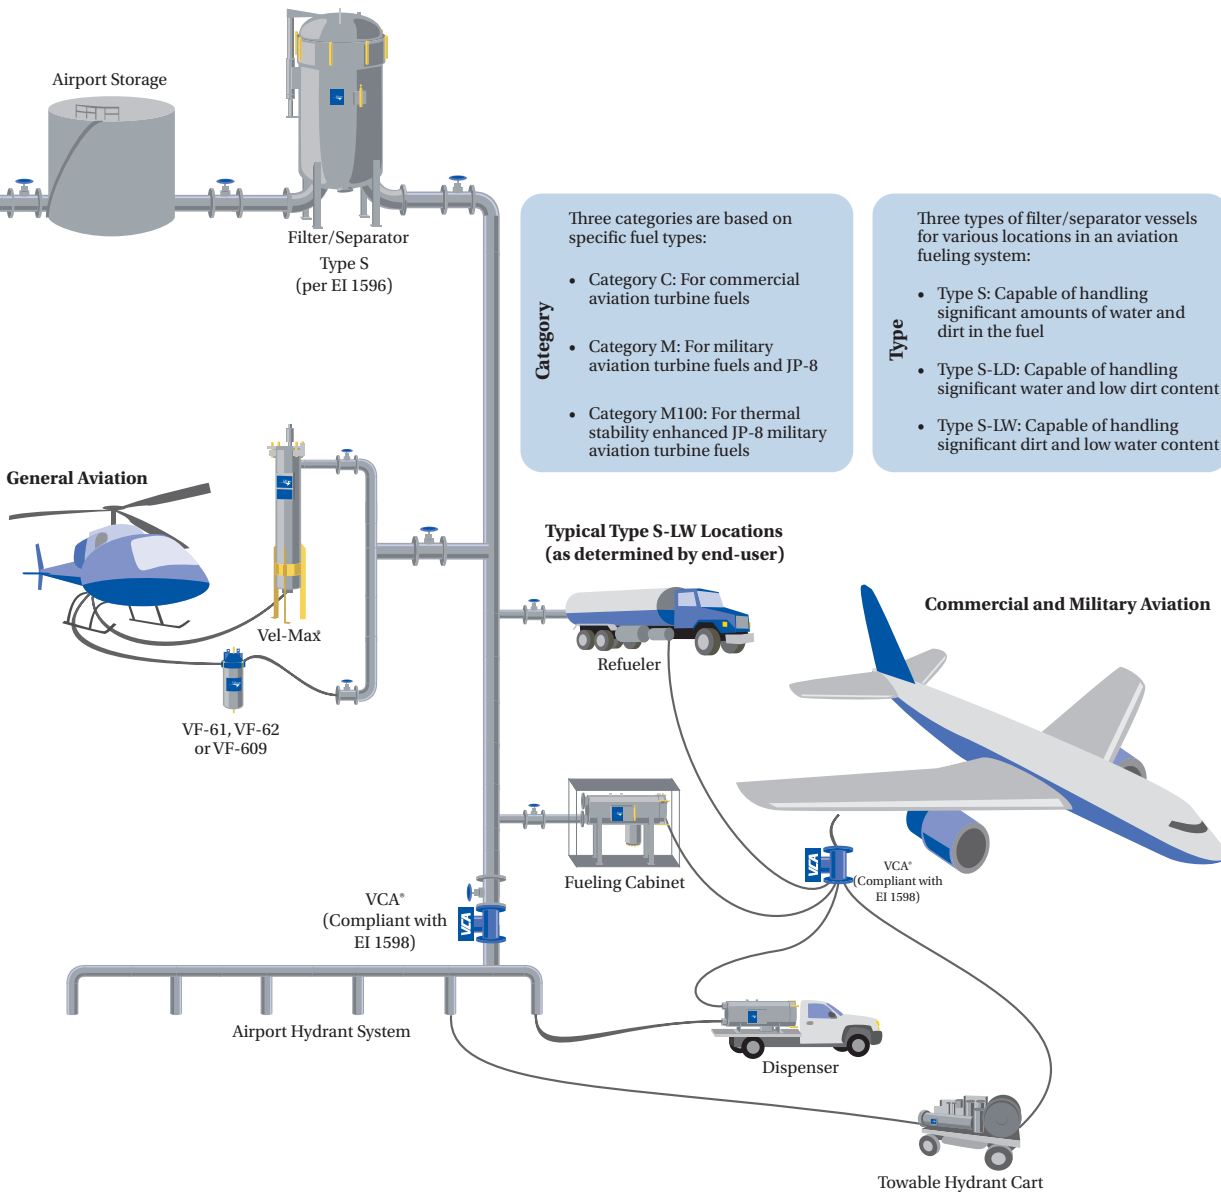 Airport Storage
Filter/Separator
Type S
(per EI 1596)
Category
Three categories are based on
specific fuel types:
• Category C: For commercial
aviation turbine fuels
• Category M: For military
aviation turbine fuels and JP-8
• Category M100: For thermal
stability enhanced JP-8 military
aviation turbine fuels
Type
Three types of filter/separator vessels
for various locations in an aviation
fueling system:
• Type S: Capable of handling
significant amounts of water and
dirt in the fuel
• Type S-LD: Capable of handling
significant water and low dirt content
• Type S-LW: Capable of handling
significant dirt and low water content
General Aviation
Vel-Max
VF-61, VF-62
or VF-609
Typical Type S-LW Locations
(as determined by end-user)
Refueler
Commercial and Military Aviation
Fueling Cabinet
VCA
VCA®
(Compliant with
EI 1598)
VCA®
(Compliant with
EI 1598)
VCA
Airport Hydrant System
Dispenser
Towable Hydrant Cart